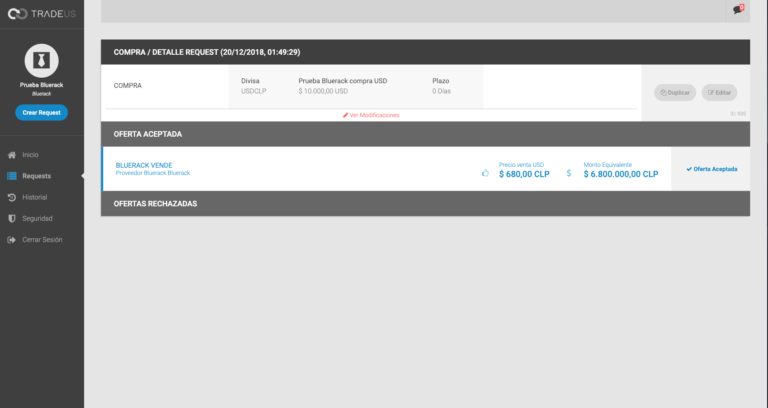 TRADEUS
Prueba Bluerack
Bluerack
Crear Request
Inicio
Requests
Historial
Seguridad
Cerrar Sesión
COMPRA / DETALLE REQUEST (20/12/2018, 01:49:29)
COMPRA
Divisa
USDCLP
Prueba Bluerack compra USD
$ 10.000,00 USD
Plazo
0 Días
Duplicar
Editar
Ver Modificaciones
OFERTA ACEPTADA
BLUERACK VENDE
Proveedor Bluerack Bluerack
Precio venta USD
$ 680,00 CLP
$
Monto Equivalente
$ 6.800.000,00 CLP
Oferta Aceptada
OFERTAS RECHAZADAS